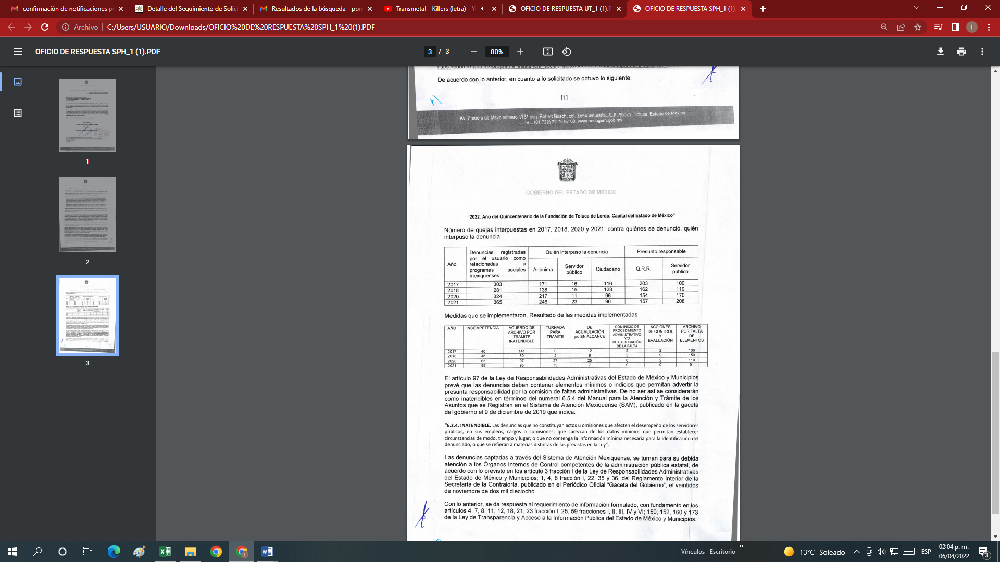 confirmación de notificaciones p
Detalle del Seguimiento de Solici
Resultados de la búsqueda - pon
Transmetal - Killers (letra) - Y
OFICIO DE RESPUESTA UT_1 (1).P
OFICIO DE RESPUESTA SPH_1 (1)
Archivo C:/Users/USUARIO/Downloads/OFICIO%20DE%20RESPUESTA%20SPH_1%20(1).PDF
OFICIO DE RESPUESTA SPH_1 (1).PDF
3 / 3
80%
1
2
3
De acuerdo con lo anterior, en cuanto a lo solicitado se obtuvo lo siguiente:
[1]
Av. Primero de Mayo número 1731 esq. Robert Bosch, col. Zona Industrial, C.P. 50071, Toluca, Estado de México.
Tel.: (01 722) 22 75 67 00. www.secogem.gob.mx
GOBIERNO DEL ESTADO DE MÉXICO
“2022. Año del Quincentenario de la Fundación de Toluca de Lerdo, Capital del Estado de México”
Número de quejas interpuestas en 2017, 2018, 2020 y 2021, contra quiénes se denunció, quién
interpuso la denuncia:
Año | Denuncias registradas por el usuario como relacionadas a programas sociales mexiquenses | Quién interpuso la denuncia | Presunto responsable
Anónima | Servidor público | Ciudadano | Q.R.R. | Servidor público
2017 303 171 16 116 203 100
2018 281 138 15 128 162 119
2020 324 217 11 96 154 170
2021 365 246 23 96 157 208
Medidas que se implementaron, Resultado de las medidas implementadas
AÑO | INCOMPETENCIA | ACUERDO DE ARCHIVO POR TRAMITE INATENDIBLE | TURNADA PARA TRAMITE | DE ACUMULACIÓN y/o EN ALCANCE | CON INICIO DE PROCEDIMIENTO ADMINISTRATIVO Y/O DE CALIFICACIÓN DE LA FALTA | ACCIONES DE CONTROL Y EVALUACIÓN | ARCHIVO POR FALTA DE ELEMENTOS
2017 40 141 0 12 2 2 106
2018 48 50 2 8 5 9 159
2020 63 97 27 25 0 2 110
2021 99 95 73 7 0 0 91
El artículo 97 de la Ley de Responsabilidades Administrativas del Estado de México y Municipios
prevé que las denuncias deben contener elementos mínimos o indicios que permitan advertir la
presunta responsabilidad por la comisión de faltas administrativas. De no ser así se considerarán
como inatendibles en términos del numeral 6.5.4 del Manual para la Atención y Trámite de los
Asuntos que se Registran en el Sistema de Atención Mexiquense (SAM), publicado en la gaceta
del gobierno el 9 de diciembre de 2019 que indica:
“6.2.4. INATENDIBLE. Las denuncias que no constituyan actos u omisiones que afecten el desempeño de los servidores
públicos, en sus empleos, cargos o comisiones; que carezcan de los datos mínimos que permitan establecer
circunstancias de modo, tiempo y lugar; o que no contenga la información mínima necesaria para la identificación del
denunciado, o que se refieran a materias distintas de las previstas en la Ley”.
Las denuncias captadas a través del Sistema de Atención Mexiquense, se turnan para su debida
atención a los Órganos Internos de Control competentes de la administración pública estatal, de
acuerdo con lo previsto en los artículo 3 fracción I de la Ley de Responsabilidades Administrativas
del Estado de México y Municipios; 1, 4, 8 fracción I, 22, 35 y 36, del Reglamento Interior de la
Secretaría de la Contraloría, publicado en el Periódico Oficial “Gaceta del Gobierno”, el veintidós
de noviembre de dos mil dieciocho.
Con lo anterior, se da respuesta al requerimiento de información formulado, con fundamento en los
artículos 4, 7, 8, 11, 12, 18, 21, 23 fracción I, 25, 59 fracciones I, II, III, IV y VI; 150, 152, 160 y 173
de la Ley de Transparencia y Acceso a la Información Pública del Estado de México y Municipios.
Vínculos Escritorio
13°C Soleado
ESP
02:04 p. m.
06/04/2022
3